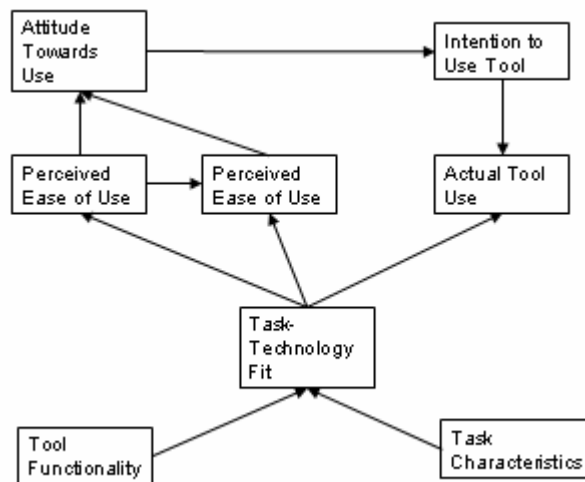 Attitude
Towards
Use
Intention to
Use Tool
Perceived
Ease of Use
Perceived
Ease of Use
Actual Tool
Use
Task-
Technology
Fit
Tool
Functionality
Task
Characteristics